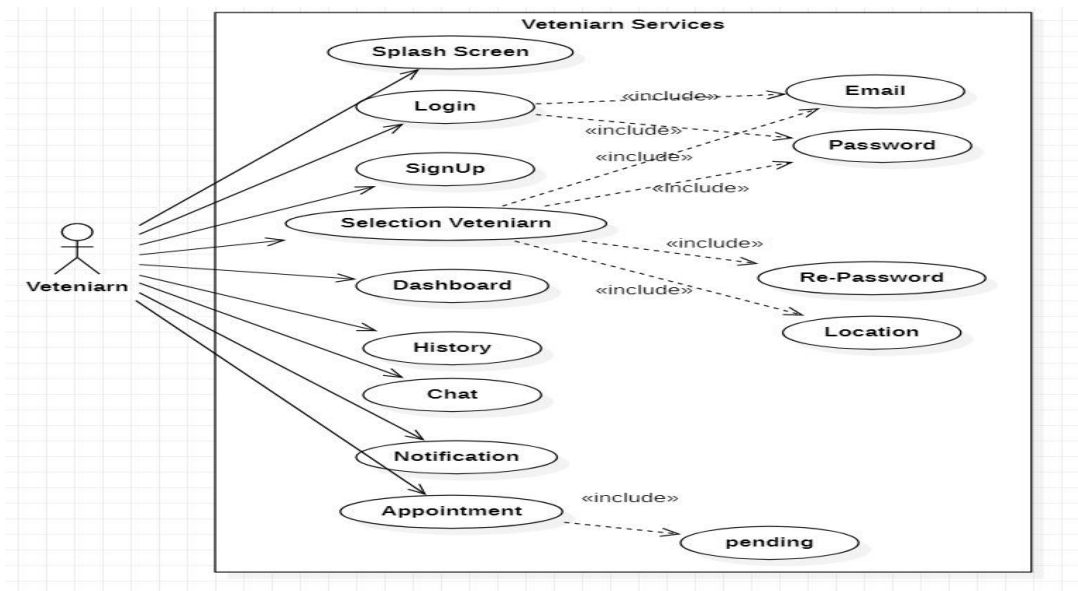 Veteniarn Services
Splash Screen
Login
«include»
Email
«include»
Password
SignUp
«include»
«include»
Selection Veteniarn
«include»
Veteniarn
Dashboard
Re-Password
«include»
Location
History
Chat
Notification
«include»
Appointment
pending